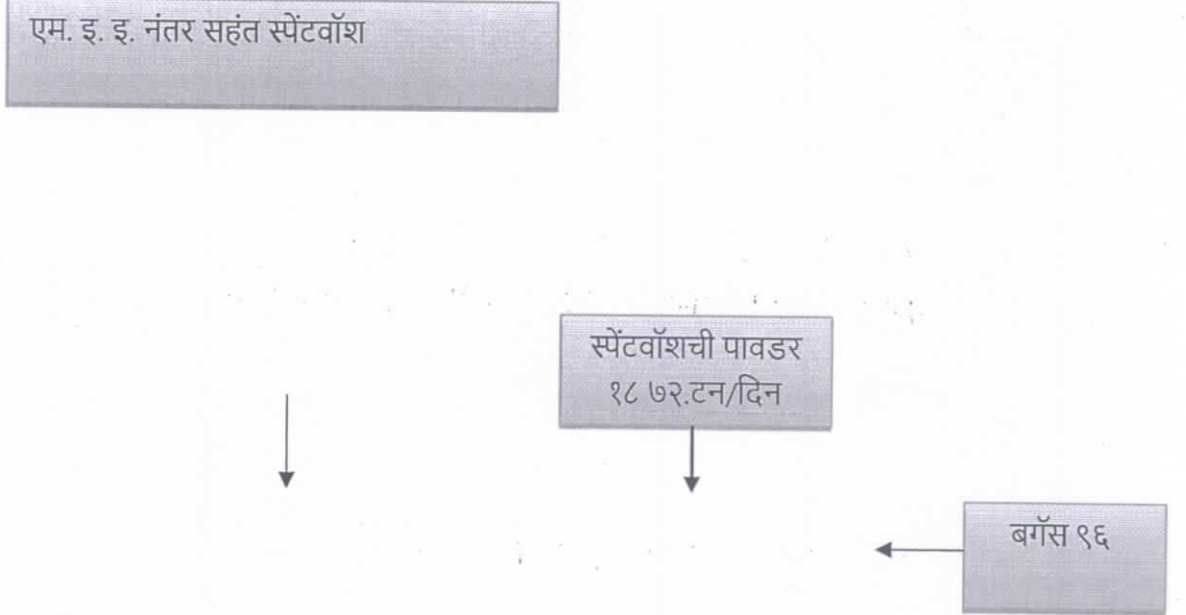 एम. इ. इ. नंतर सहंत स्पेंटवॉश
स्पेंटवॉशची पावडर
१८ ७२.टन/दिन
बगॅस ९६